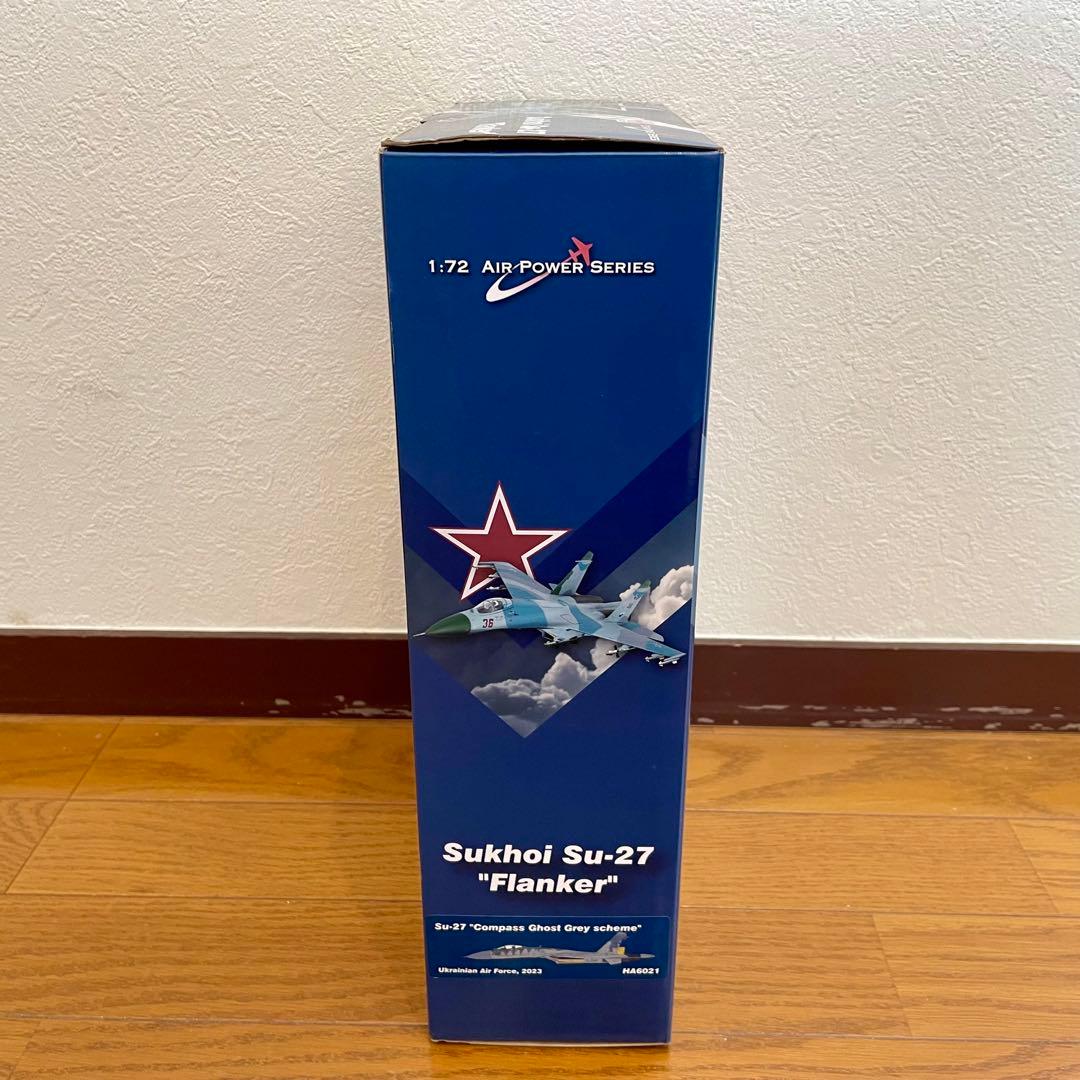 1:72 AIR POWER SERIES
36
Sukhoi Su-27
"Flanker"
Su-27 "Compass Ghost Grey scheme"
Ukrainian Air Force, 2023 HA6021